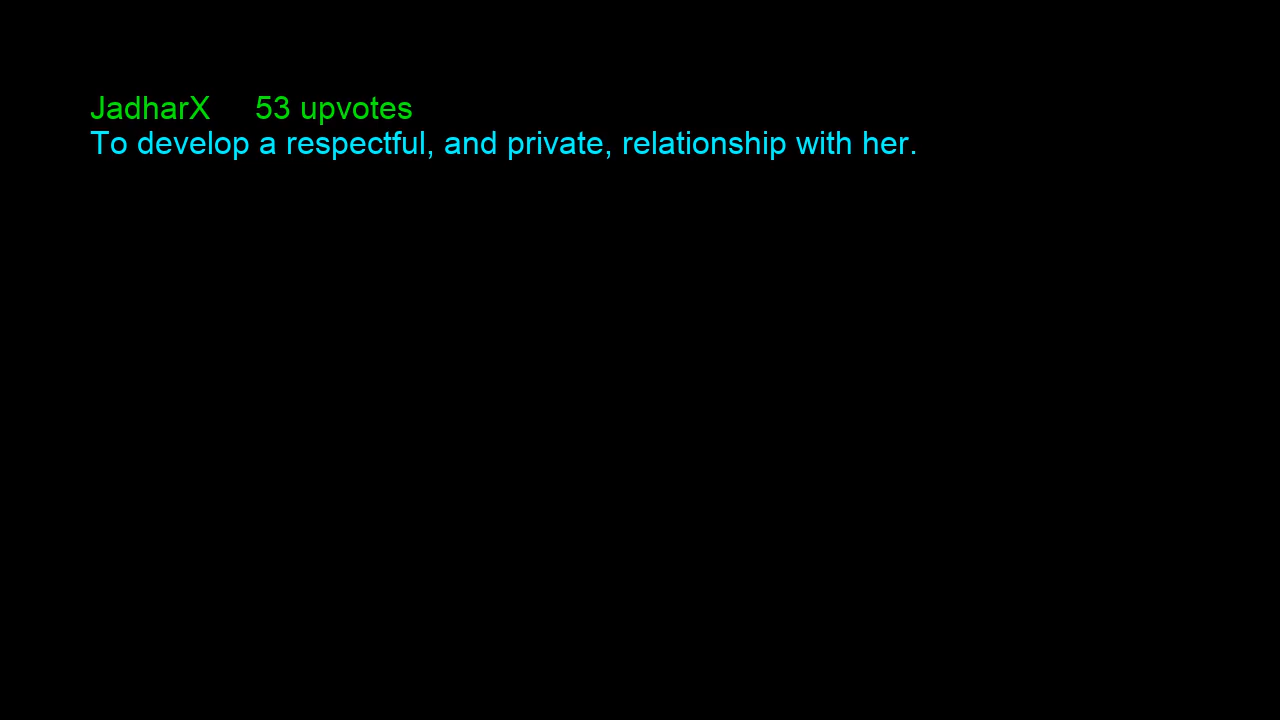 JadharX     53 upvotes
To develop a respectful, and private, relationship with her.